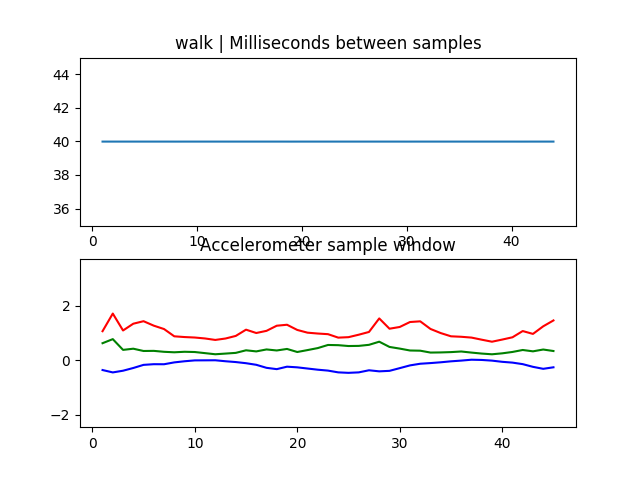 walk | Milliseconds between samples
44
42
40
38
36
0 10 20 30 40
Accelerometer sample window
2
0
−2
0 10 20 30 40